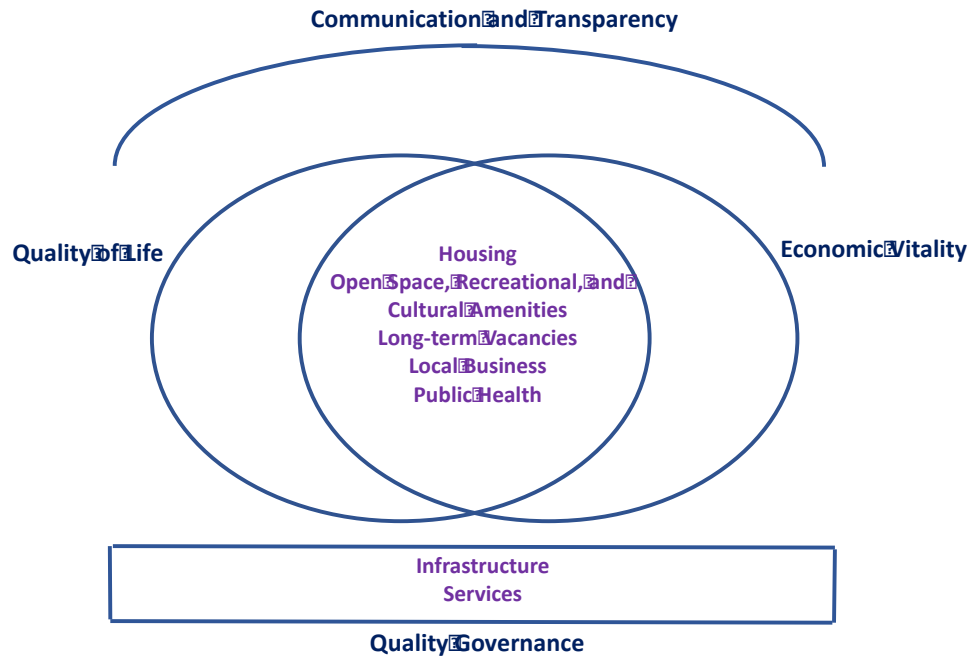 Communication and Transparency
Quality of Life
Economic Vitality
Housing
Open Space, Recreational, and
Cultural Amenities
Long-term Vacancies
Local Business
Public Health
Infrastructure
Services
Quality Governance